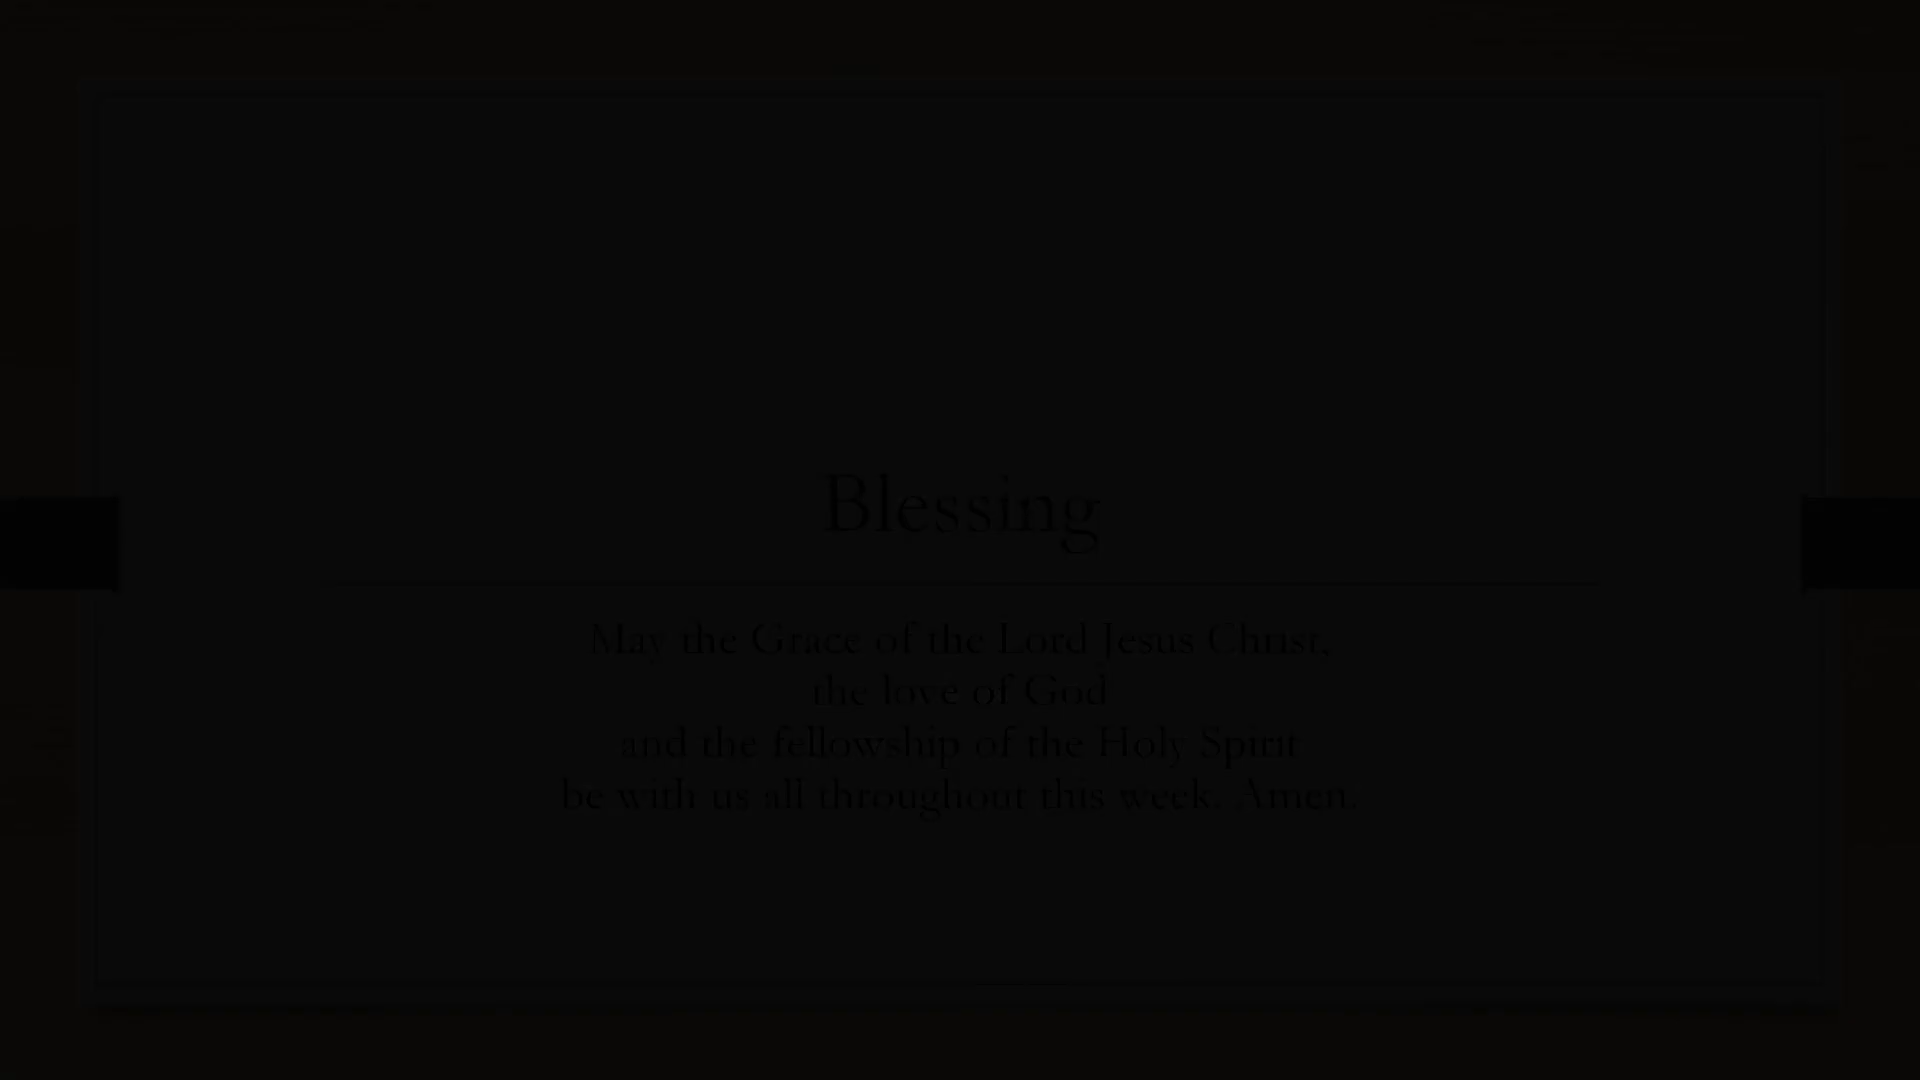 Blessing
May the Grace of the Lord Jesus Christ,
the love of God
and the fellowship of the Holy Spirit
be with us all throughout this week. Amen.